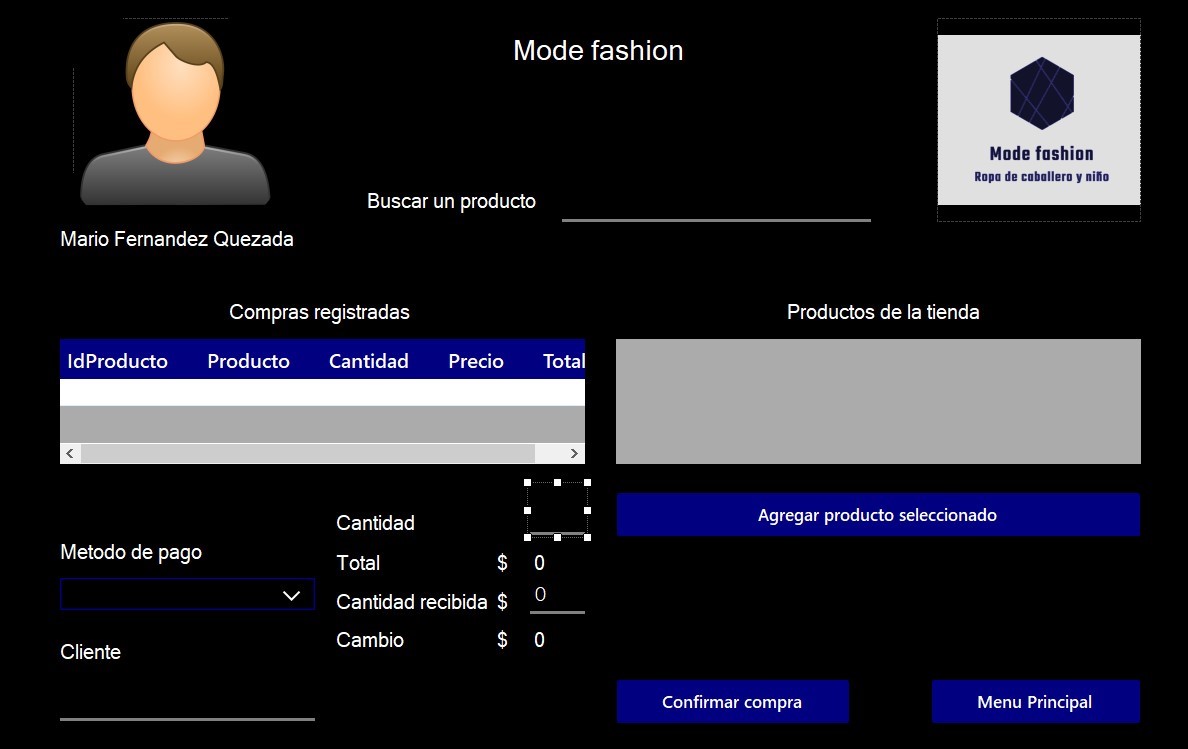 Mode fashion
Mode fashion
Ropa de caballero y niño
Buscar un producto
Mario Fernandez Quezada
Compras registradas
Productos de la tienda
IdProducto Producto Cantidad Precio Total
Cantidad
Agregar producto seleccionado
Metodo de pago
Total $ 0
Cantidad recibida $ 0
Cambio $ 0
Cliente
Confirmar compra
Menu Principal